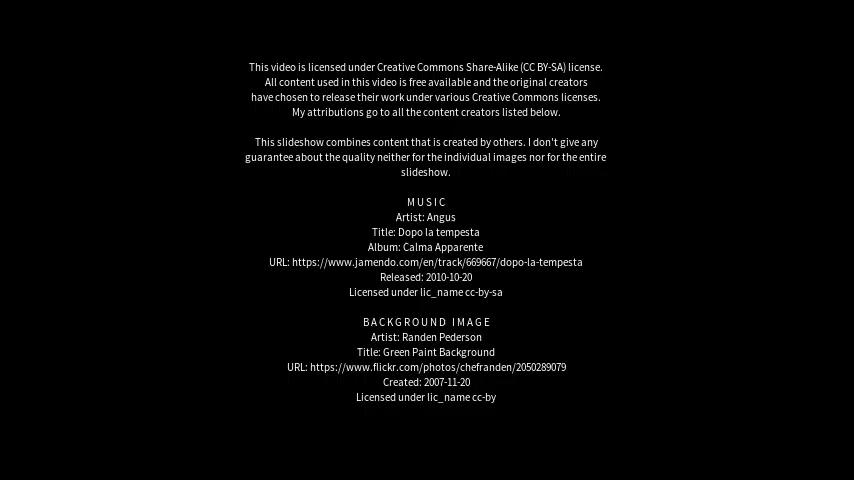 This video is licensed under Creative Commons Share-Alike (CC BY-SA) license.
All content used in this video is free available and the original creators
have chosen to release their work under various Creative Commons licenses.
My attributions go to all the content creators listed below.
This slideshow combines content that is created by others. I don't give any
guarantee about the quality neither for the individual images nor for the entire
slideshow.
MUSIC
Artist: Angus
Title: Dopo la tempesta
Album: Calma Apparente
URL: https://www.jamendo.com/en/track/669667/dopo-la-tempesta
Released: 2010-10-20
Licensed under lic_name cc-by-sa
BACKGROUND IMAGE
Artist: Randen Pederson
Title: Green Paint Background
URL: https://www.flickr.com/photos/chefranden/2050289079
Created: 2007-11-20
Licensed under lic_name cc-by